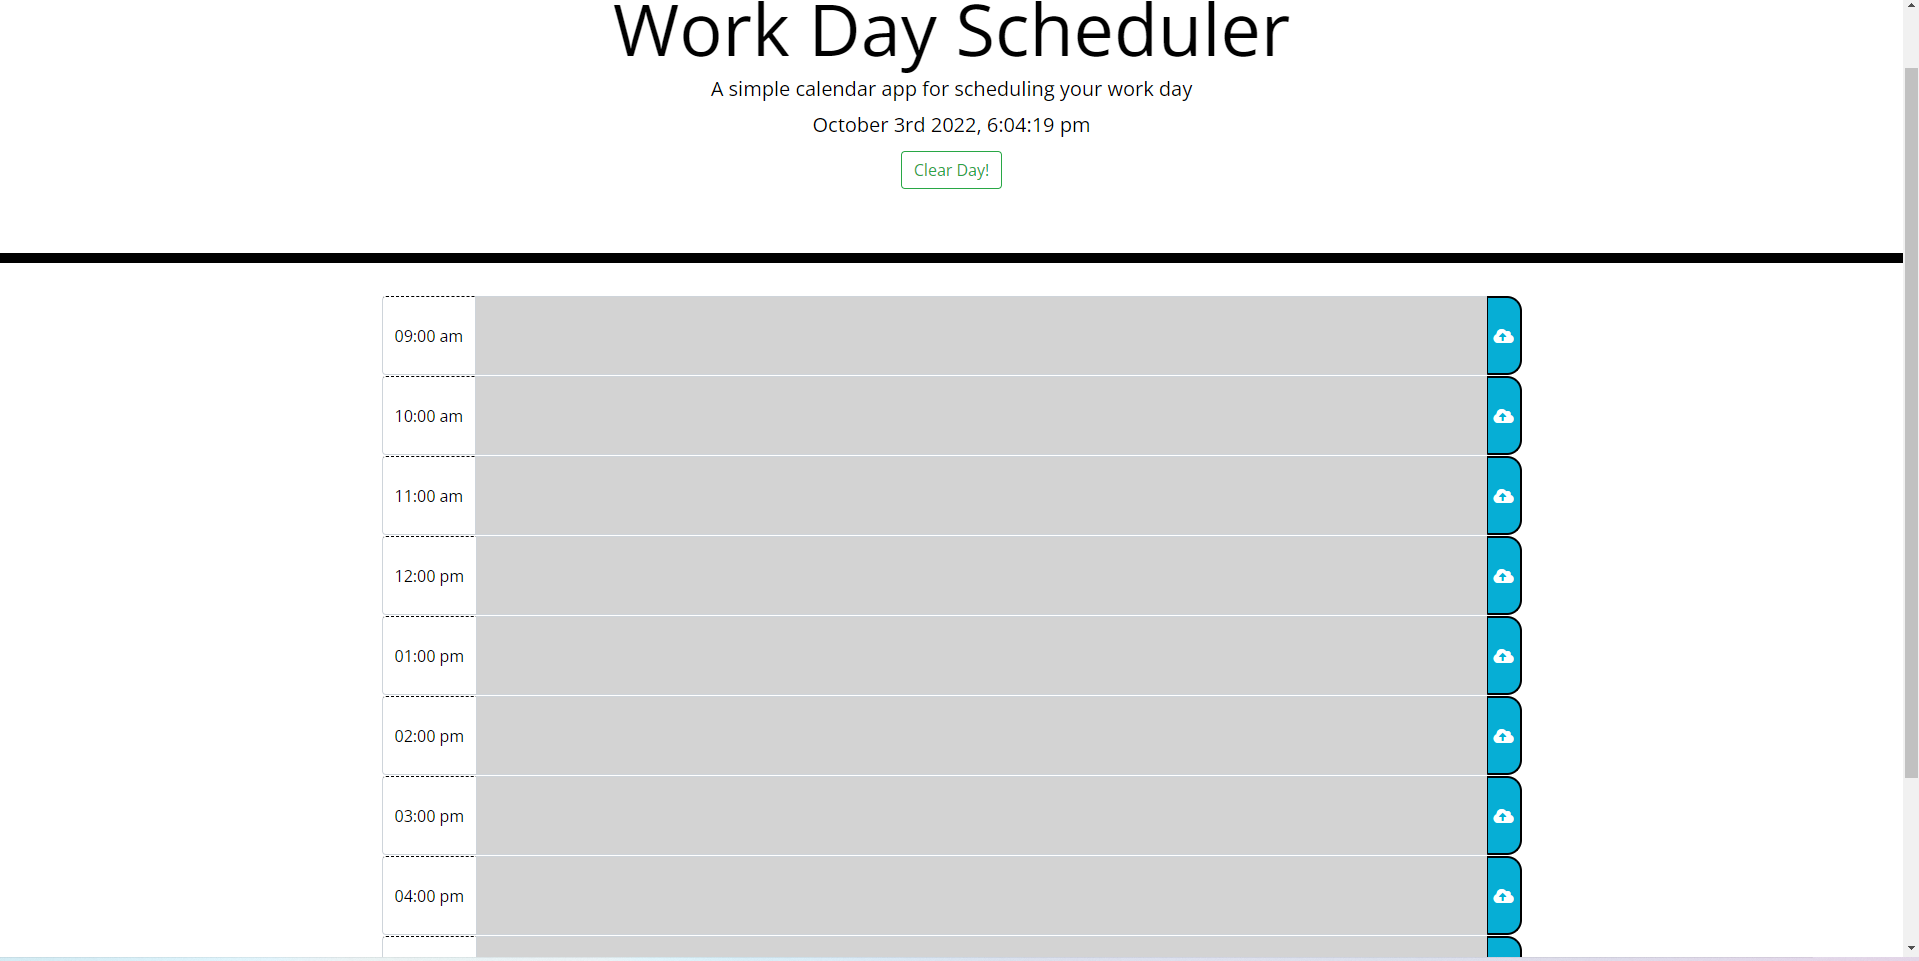 Work Day Scheduler
A simple calendar app for scheduling your work day
October 3rd 2022, 6:04:19 pm
Clear Day!
09:00 am
10:00 am
11:00 am
12:00 pm
01:00 pm
02:00 pm
03:00 pm
04:00 pm